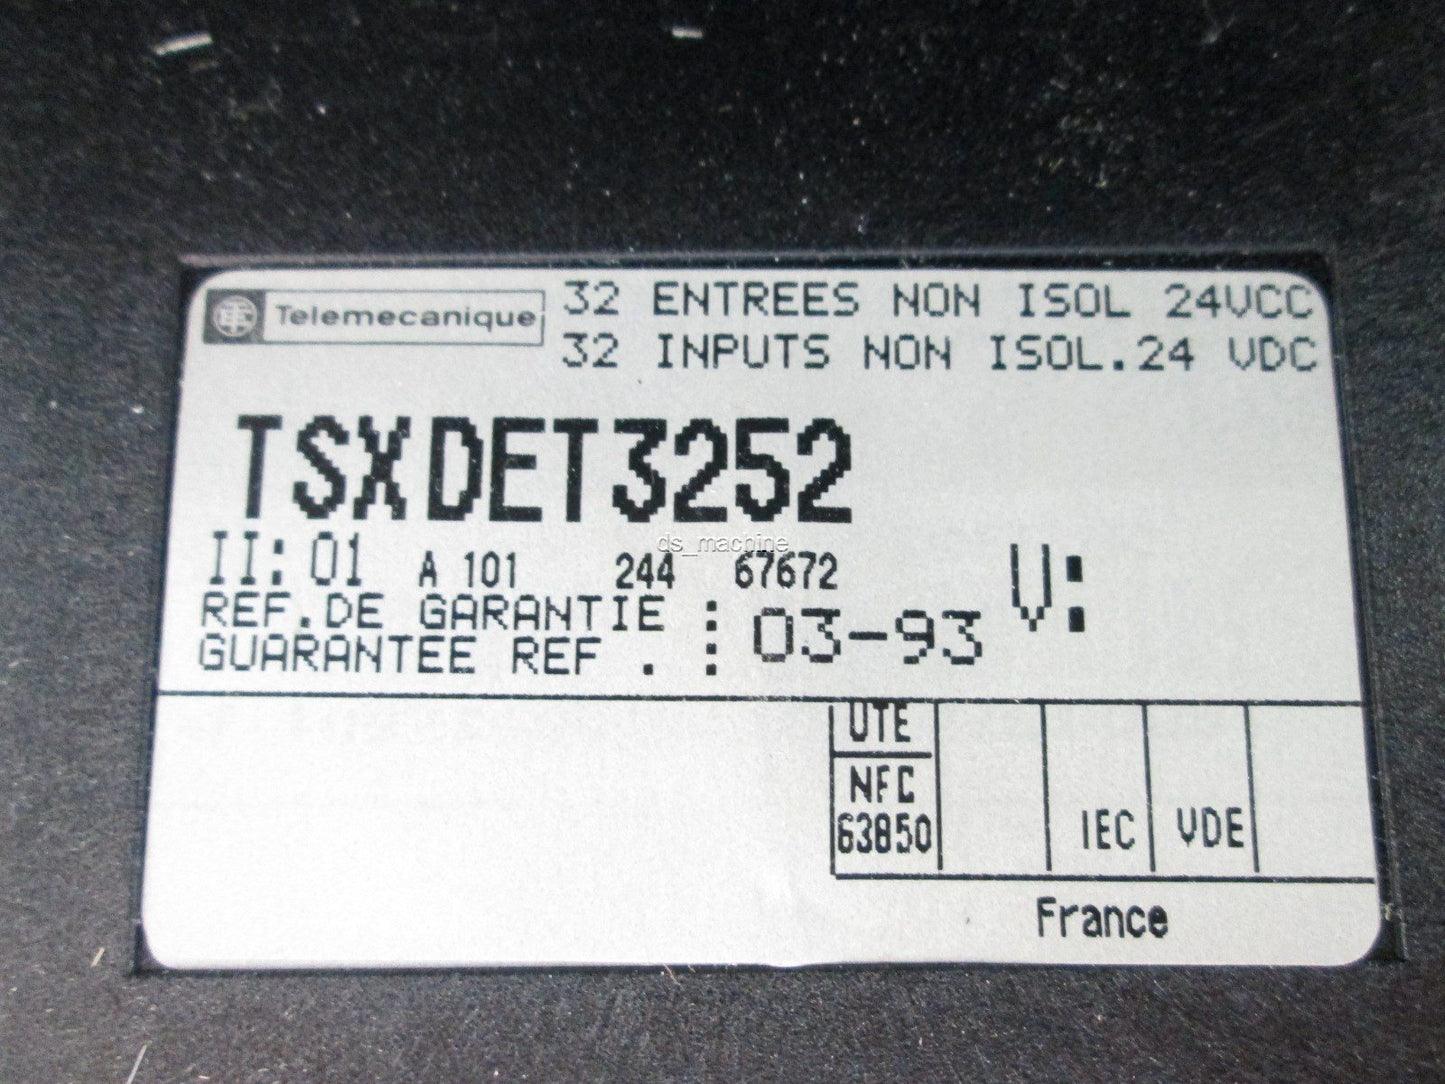 Telemecanique
32 ENTREES NON ISOL 24VCC
32 INPUTS NON ISOL.24 VDC
TSXDET3252
ds_machine
II: 01 A 101 244 67672 V:
REF.DE GARANTIE :
GUARANTEE REF . : 03-93
UTE
NFC
63850
IEC
VDE
France